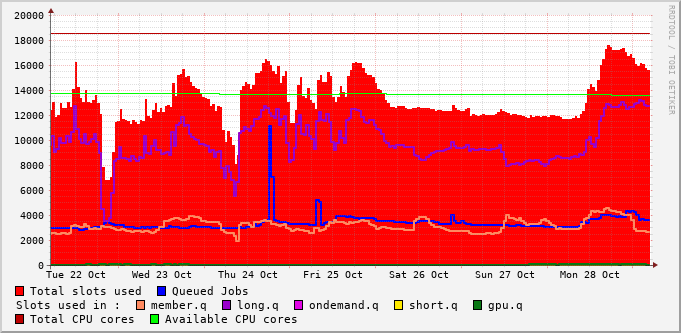 RRDTOOL / TOBI OETIKER
20000
18000
16000
14000
12000
10000
8000
6000
4000
2000
0
Tue 22 Oct Wed 23 Oct Thu 24 Oct Fri 25 Oct Sat 26 Oct Sun 27 Oct Mon 28 Oct
Total slots used Queued Jobs
Slots used in : member.q long.q ondemand.q short.q gpu.q
Total CPU cores Available CPU cores